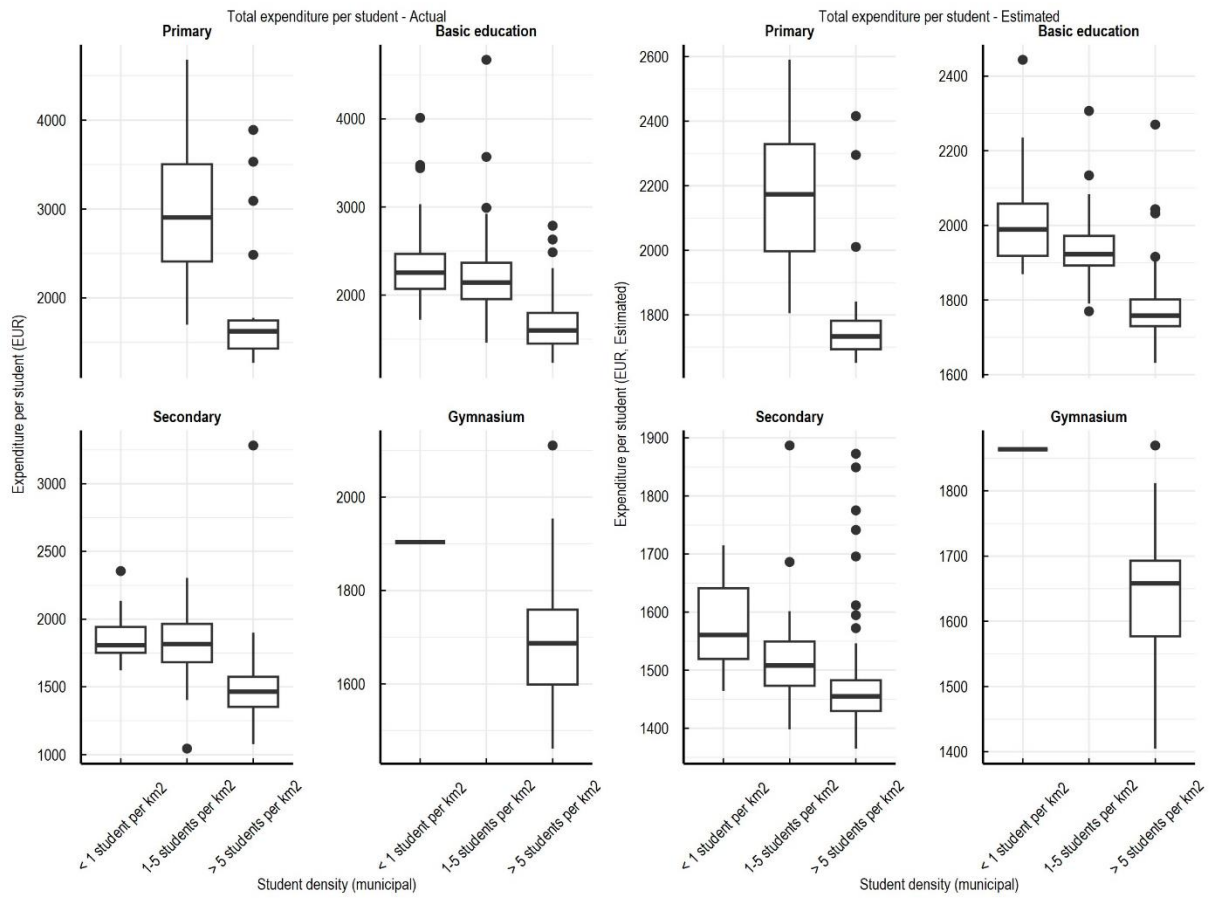 Total expenditure per student - Actual
Primary
Basic education
Expenditure per student (EUR)
4000
3000
2000
4000
3000
2000
Secondary
Gymnasium
3000
2500
2000
1500
1000
2000
1800
1600
< 1 student per km2
1-5 students per km2
> 5 students per km2
< 1 student per km2
1-5 students per km2
> 5 students per km2
Student density (municipal)
Total expenditure per student - Estimated
Primary
Basic education
Expenditure per student (EUR, Estimated)
2600
2400
2200
2000
1800
2400
2200
2000
1800
1600
Secondary
Gymnasium
1900
1800
1700
1600
1500
1400
1800
1700
1600
1500
1400
< 1 student per km2
1-5 students per km2
> 5 students per km2
< 1 student per km2
1-5 students per km2
> 5 students per km2
Student density (municipal)